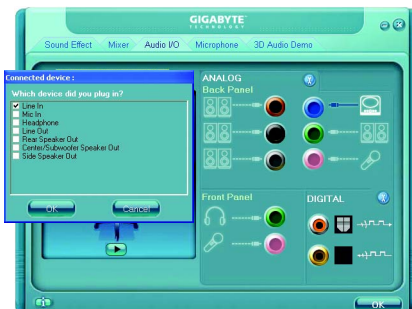 GIGABYTE
TECHNOLOGY
Sound Effect
Mixer
Audio I/O
Microphone
3D Audio Demo
Connected device :
Which device did you plug in?
Line In
Mic In
Headphone
Line Out
Rear Speaker Out
Center/Subwoofer Speaker Out
Side Speaker Out
OK
Cancel
ANALOG
Back Panel
Front Panel
DIGITAL
OK